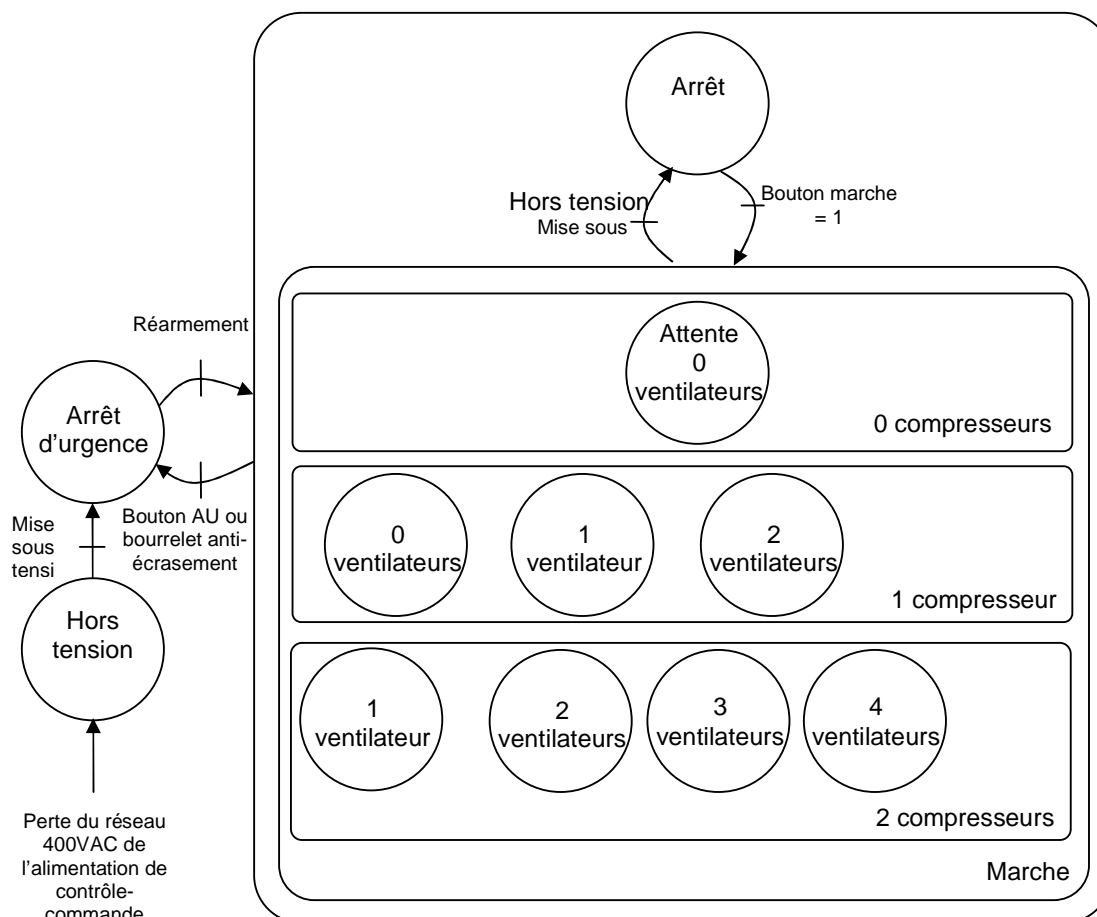 Arrêt
Hors tension
Mise sous
Bouton marche
= 1
Attente
0
ventilateurs
0 compresseurs
Réarmement
Arrêt
d'urgence
Bouton AU ou
bourrelet anti-
écrasement
Mise
sous
tensi
Hors
tension
0
ventilateurs
1
ventilateur
2
ventilateurs
1 compresseur
1
ventilateur
2
ventilateurs
3
ventilateurs
4
ventilateurs
2 compresseurs
Marche
Perte du réseau
400VAC de
l'alimentation de
contrôle-
commande